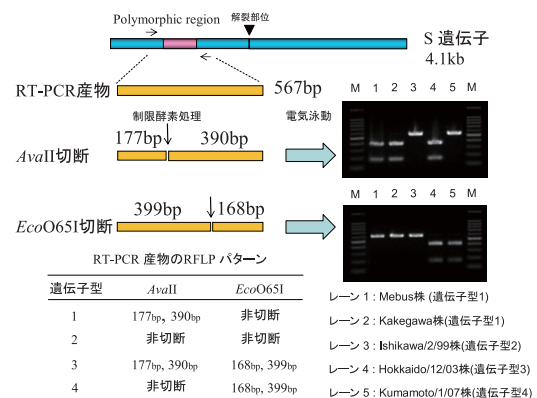 Polymorphic region
解裂部位
S 遺伝子
4.1kb
RT-PCR産物
567bp
制限酵素処理
電気泳動
177bp
390bp
AvaII切断
M 1 2 3 4 5 M
399bp
168bp
EcoO65I切断
M 1 2 3 4 5 M
RT-PCR 産物のRFLP パターン
遺伝子型 AvaII EcoO65I
1 177bp, 390bp 非切断
2 非切断 非切断
3 177bp, 390bp 168bp, 399bp
4 非切断 168bp, 399bp
レーン 1 : Mebus株 (遺伝子型1)
レーン 2 : Kakegawa株 (遺伝子型1)
レーン 3 : Ishikawa/2/99株(遺伝子型2)
レーン 4 : Hokkaido/12/03株(遺伝子型3)
レーン 5 : Kumamoto/1/07株(遺伝子型4)